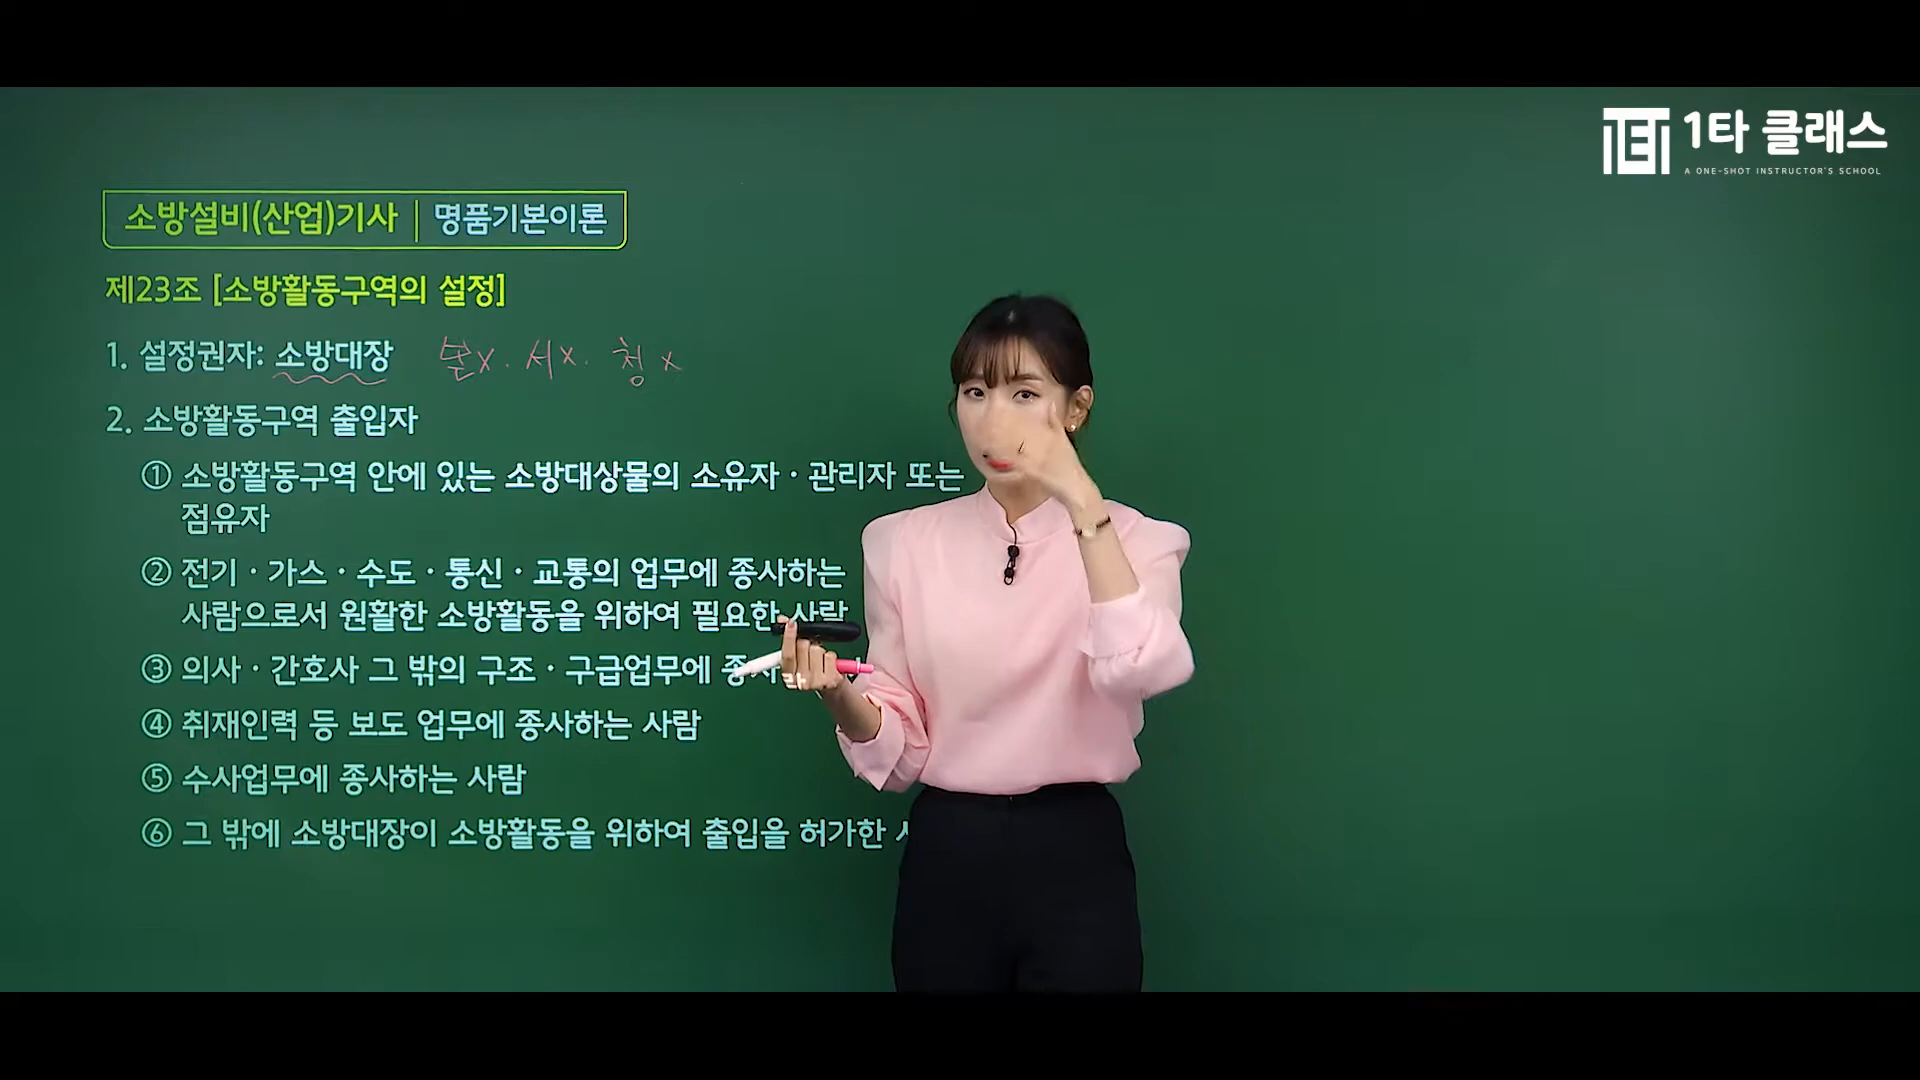 1타 클래스
A ONE-SHOT INSTRUCTOR'S SCHOOL
소방설비(산업)기사 | 명품기본이론
제23조 [소방활동구역의 설정]
1. 설정권자: 소방대장 본x. 서x. 청x
2. 소방활동구역 출입자
① 소방활동구역 안에 있는 소방대상물의 소유자·관리자 또는
점유자
② 전기·가스·수도·통신·교통의 업무에 종사하는
사람으로서 원활한 소방활동을 위하여 필요한 사람
③ 의사·간호사 그 밖의 구조·구급업무에
④ 취재인력 등 보도 업무에 종사하는 사람
⑤ 수사업무에 종사하는 사람
⑥ 그 밖에 소방대장이 소방활동을 위하여 출입을 허가한